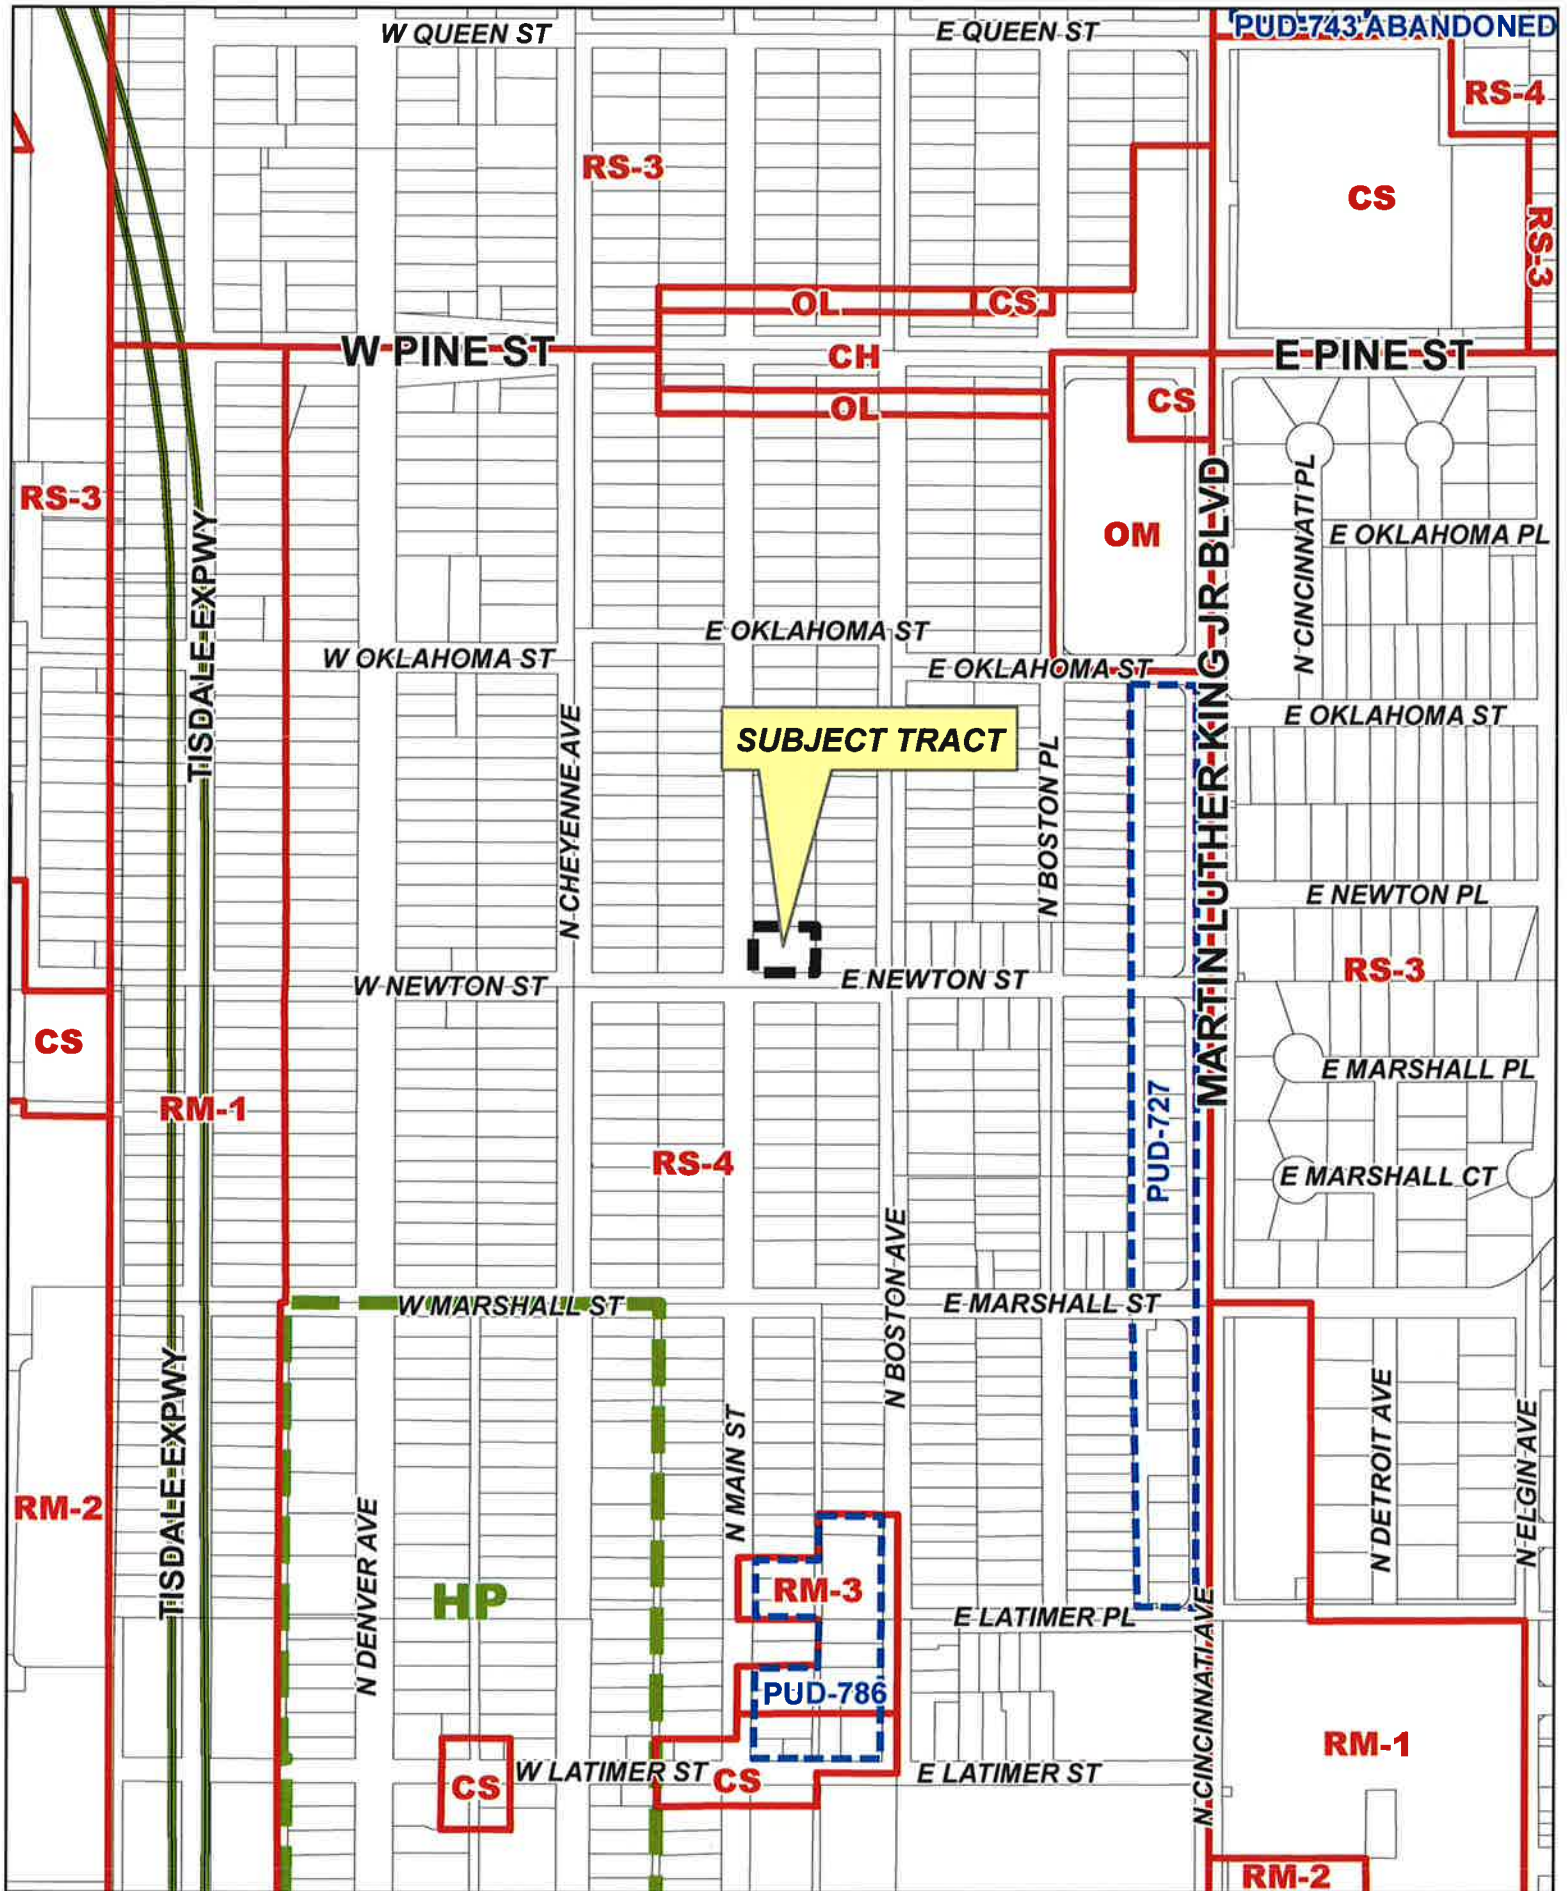 W QUEEN ST
E QUEEN ST
PUD-743 ABANDONED
RS-4
RS-3
CS
RS-3
OL
CS
W PINE ST
CH
E PINE ST
OL
CS
RS-3
OM
N CINCINNATI PL
E OKLAHOMA PL
TISDALE EXPWY
E OKLAHOMA ST
W OKLAHOMA ST
E OKLAHOMA ST
MARTIN LUTHER KING JR BLVD
E OKLAHOMA ST
N CHEYENNE AVE
SUBJECT TRACT
N BOSTON PL
E NEWTON PL
RS-3
W NEWTON ST
E NEWTON ST
CS
E MARSHALL PL
RM-1
PUD-727
RS-4
E MARSHALL CT
N BOSTON AVE
W MARSHALL ST
E MARSHALL ST
TISDALE EXPWY
N MAIN ST
N DETROIT AVE
N ELGIN AVE
RM-2
N DENVER AVE
HP
RM-3
E LATIMER PL
N CINCINNATI AVE
PUD-786
RM-1
CS
W LATIMER ST
CS
E LATIMER ST
RM-2